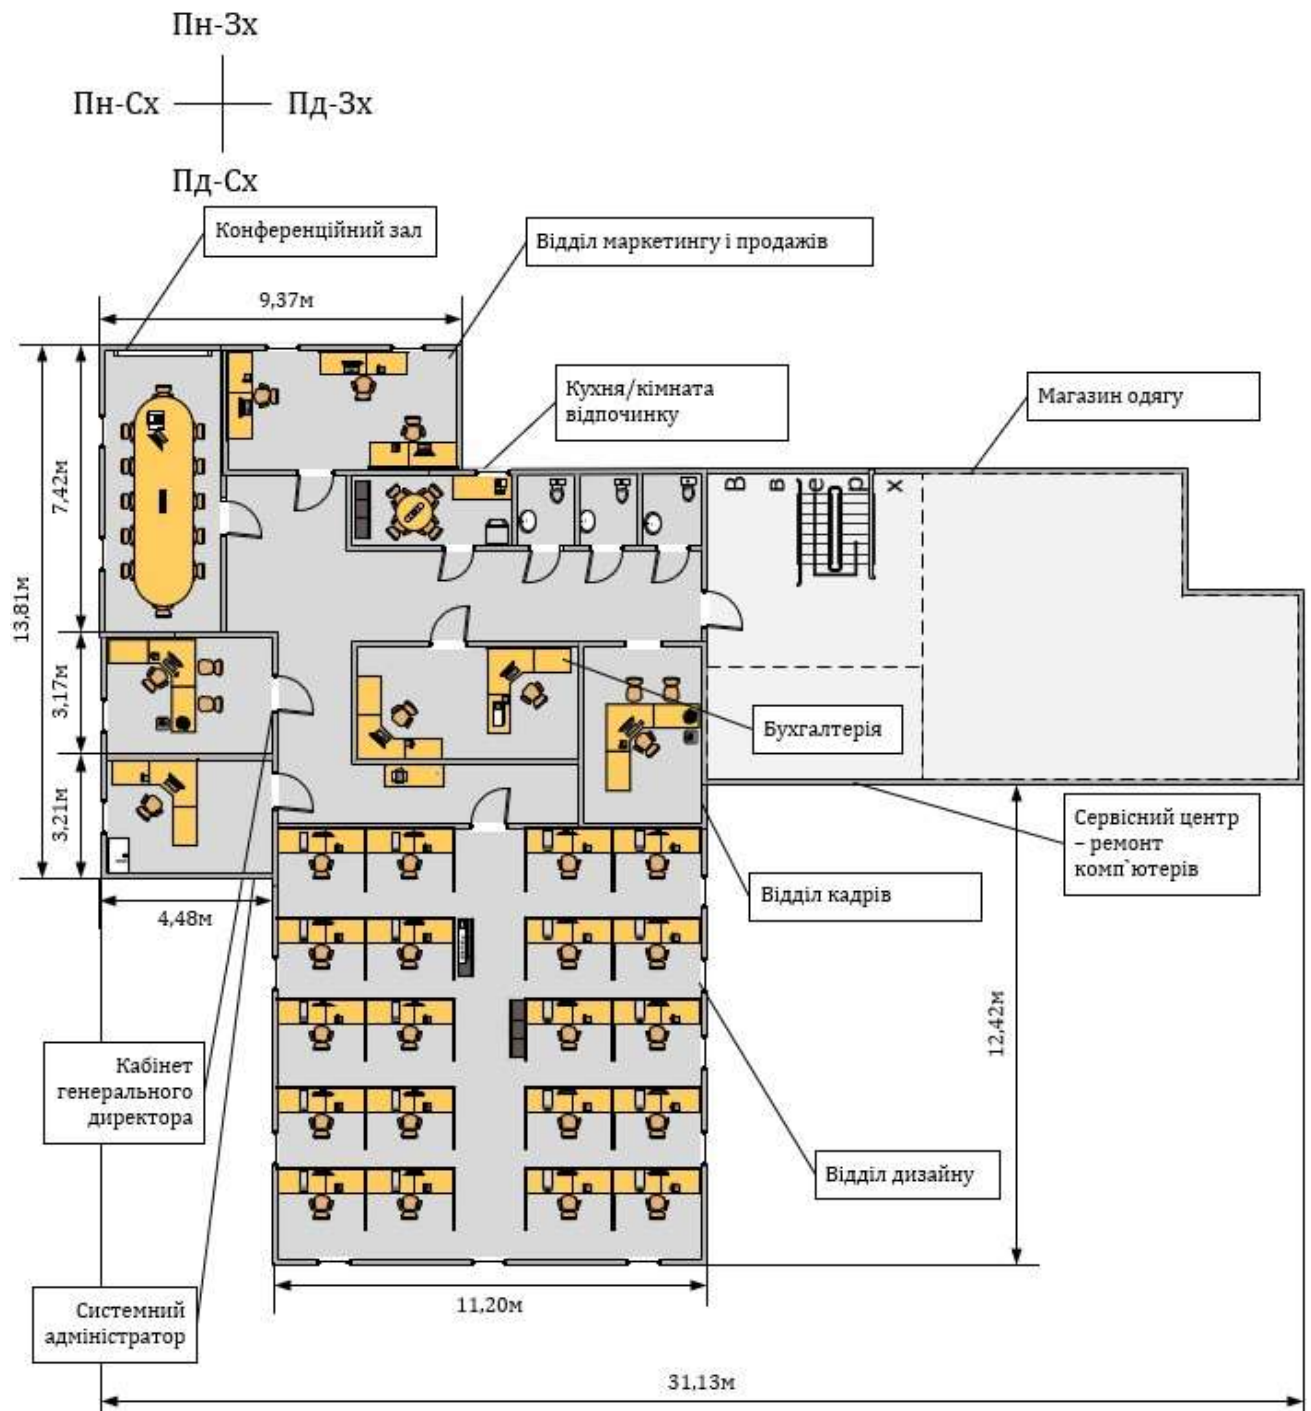 Пн-Зх
Пн-Сх
Пд-Зх
Пд-Сх
Конференційний зал
Відділ маркетингу і продажів
9,37м
Кухня/кімната
відпочинку
Магазин одягу
Вверх
7,42м
13,81м
3,17м
3,21м
Бухгалтерія
Сервісний центр
– ремонт
комп`ютерів
Відділ кадрів
4,48м
12,42м
Кабінет
генерального
директора
Відділ дизайну
11,20м
Системний
адміністратор
31,13м